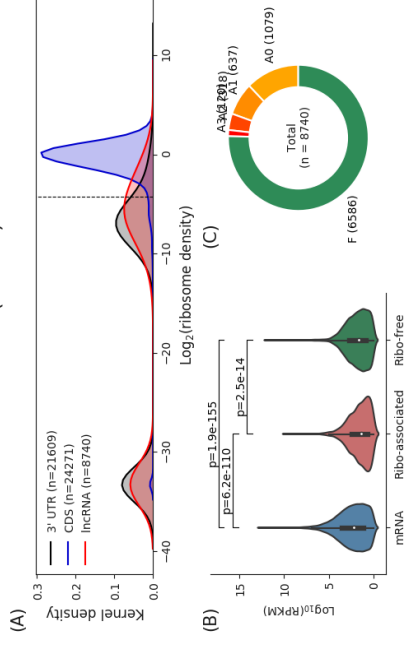 (A)
Kernel density
0.3
0.2
0.1
0.0
3' UTR (n=21609)
CDS (n=24271)
lncRNA (n=8740)
−40
−30
−20
−10
0
10
Log2(ribosome density)
(B)
Log10(RPKM)
15
10
5
0
p=1.9e-155
p=6.2e-110
p=2.5e-14
mRNA
Ribo-associated
Ribo-free
(C)
A1 (637)
A0 (1079)
Total
(n = 8740)
F (6586)